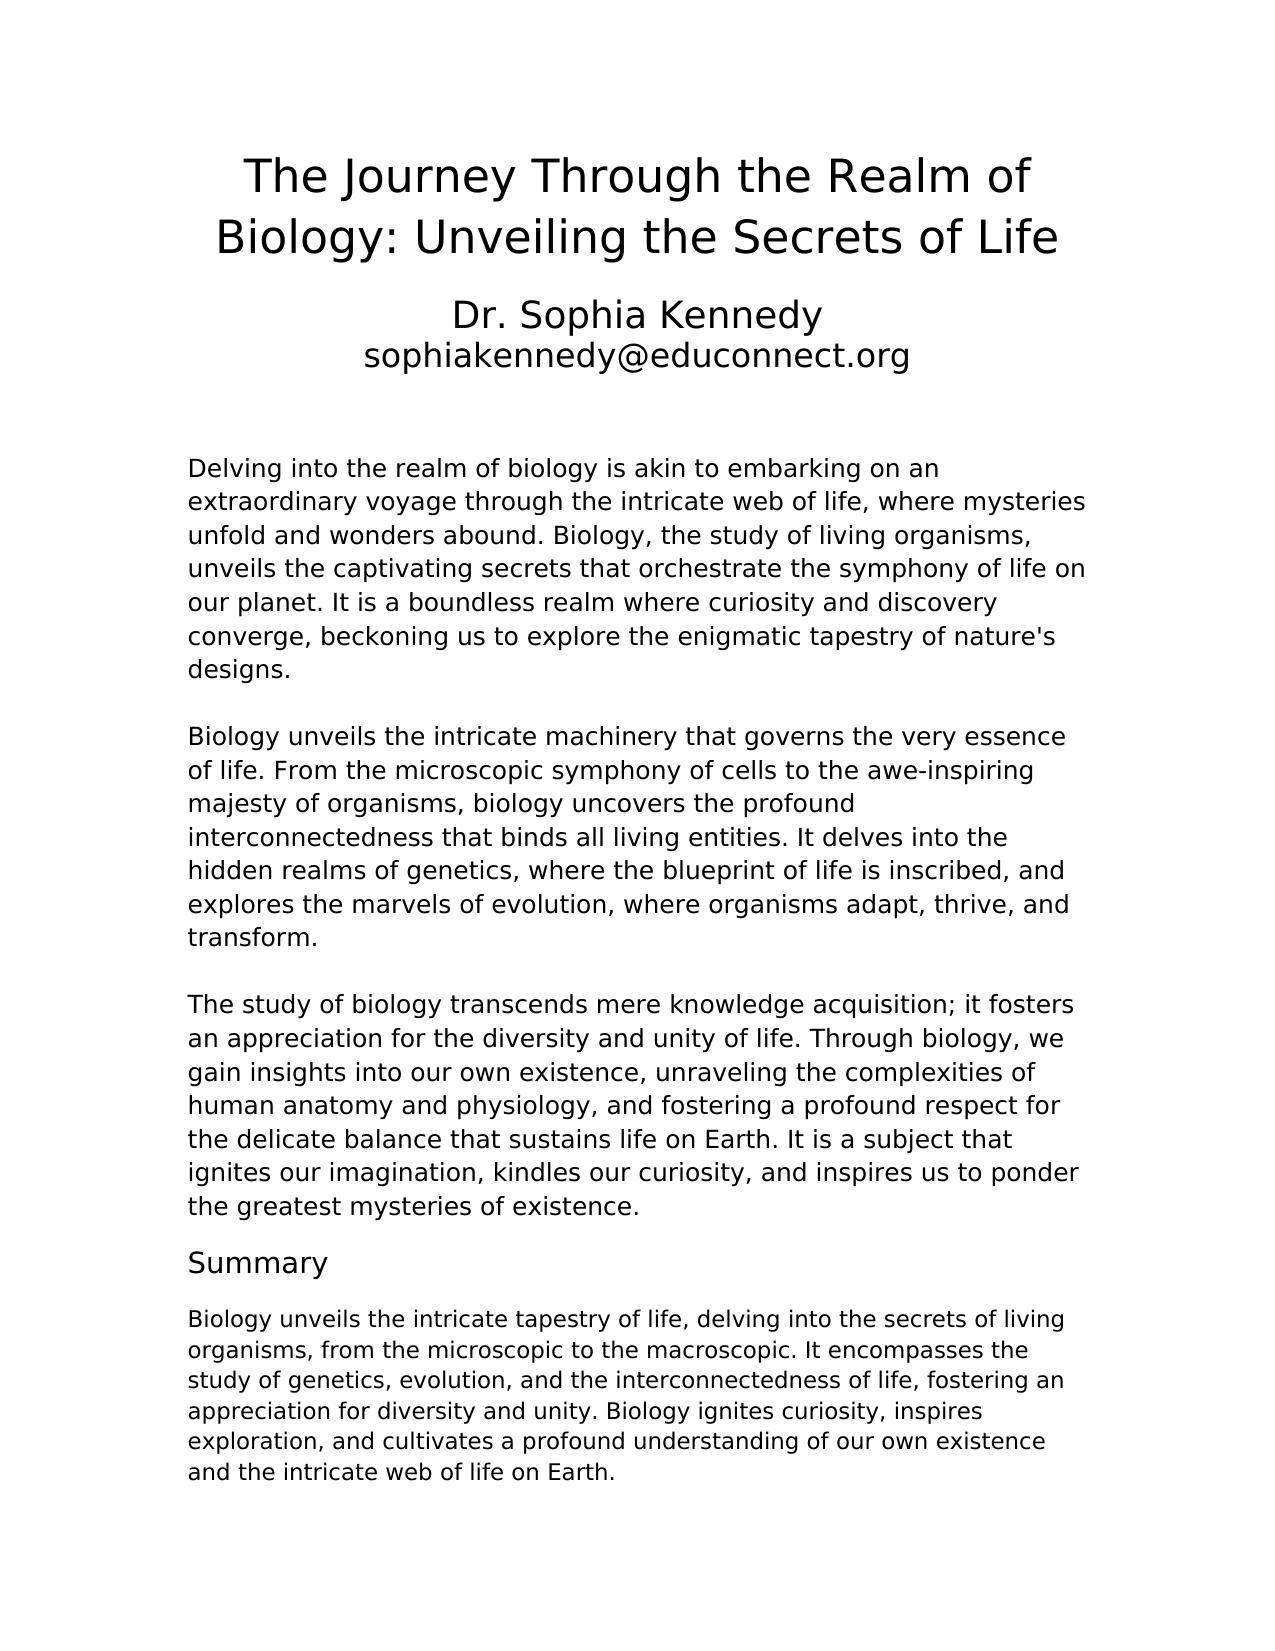 The Journey Through the Realm of
Biology: Unveiling the Secrets of Life
Dr. Sophia Kennedy
sophiakennedy@educonnect.org
Delving into the realm of biology is akin to embarking on an
extraordinary voyage through the intricate web of life, where mysteries
unfold and wonders abound. Biology, the study of living organisms,
unveils the captivating secrets that orchestrate the symphony of life on
our planet. It is a boundless realm where curiosity and discovery
converge, beckoning us to explore the enigmatic tapestry of nature's
designs.
Biology unveils the intricate machinery that governs the very essence
of life. From the microscopic symphony of cells to the awe-inspiring
majesty of organisms, biology uncovers the profound
interconnectedness that binds all living entities. It delves into the
hidden realms of genetics, where the blueprint of life is inscribed, and
explores the marvels of evolution, where organisms adapt, thrive, and
transform.
The study of biology transcends mere knowledge acquisition; it fosters
an appreciation for the diversity and unity of life. Through biology, we
gain insights into our own existence, unraveling the complexities of
human anatomy and physiology, and fostering a profound respect for
the delicate balance that sustains life on Earth. It is a subject that
ignites our imagination, kindles our curiosity, and inspires us to ponder
the greatest mysteries of existence.
Summary
Biology unveils the intricate tapestry of life, delving into the secrets of living
organisms, from the microscopic to the macroscopic. It encompasses the
study of genetics, evolution, and the interconnectedness of life, fostering an
appreciation for diversity and unity. Biology ignites curiosity, inspires
exploration, and cultivates a profound understanding of our own existence
and the intricate web of life on Earth.